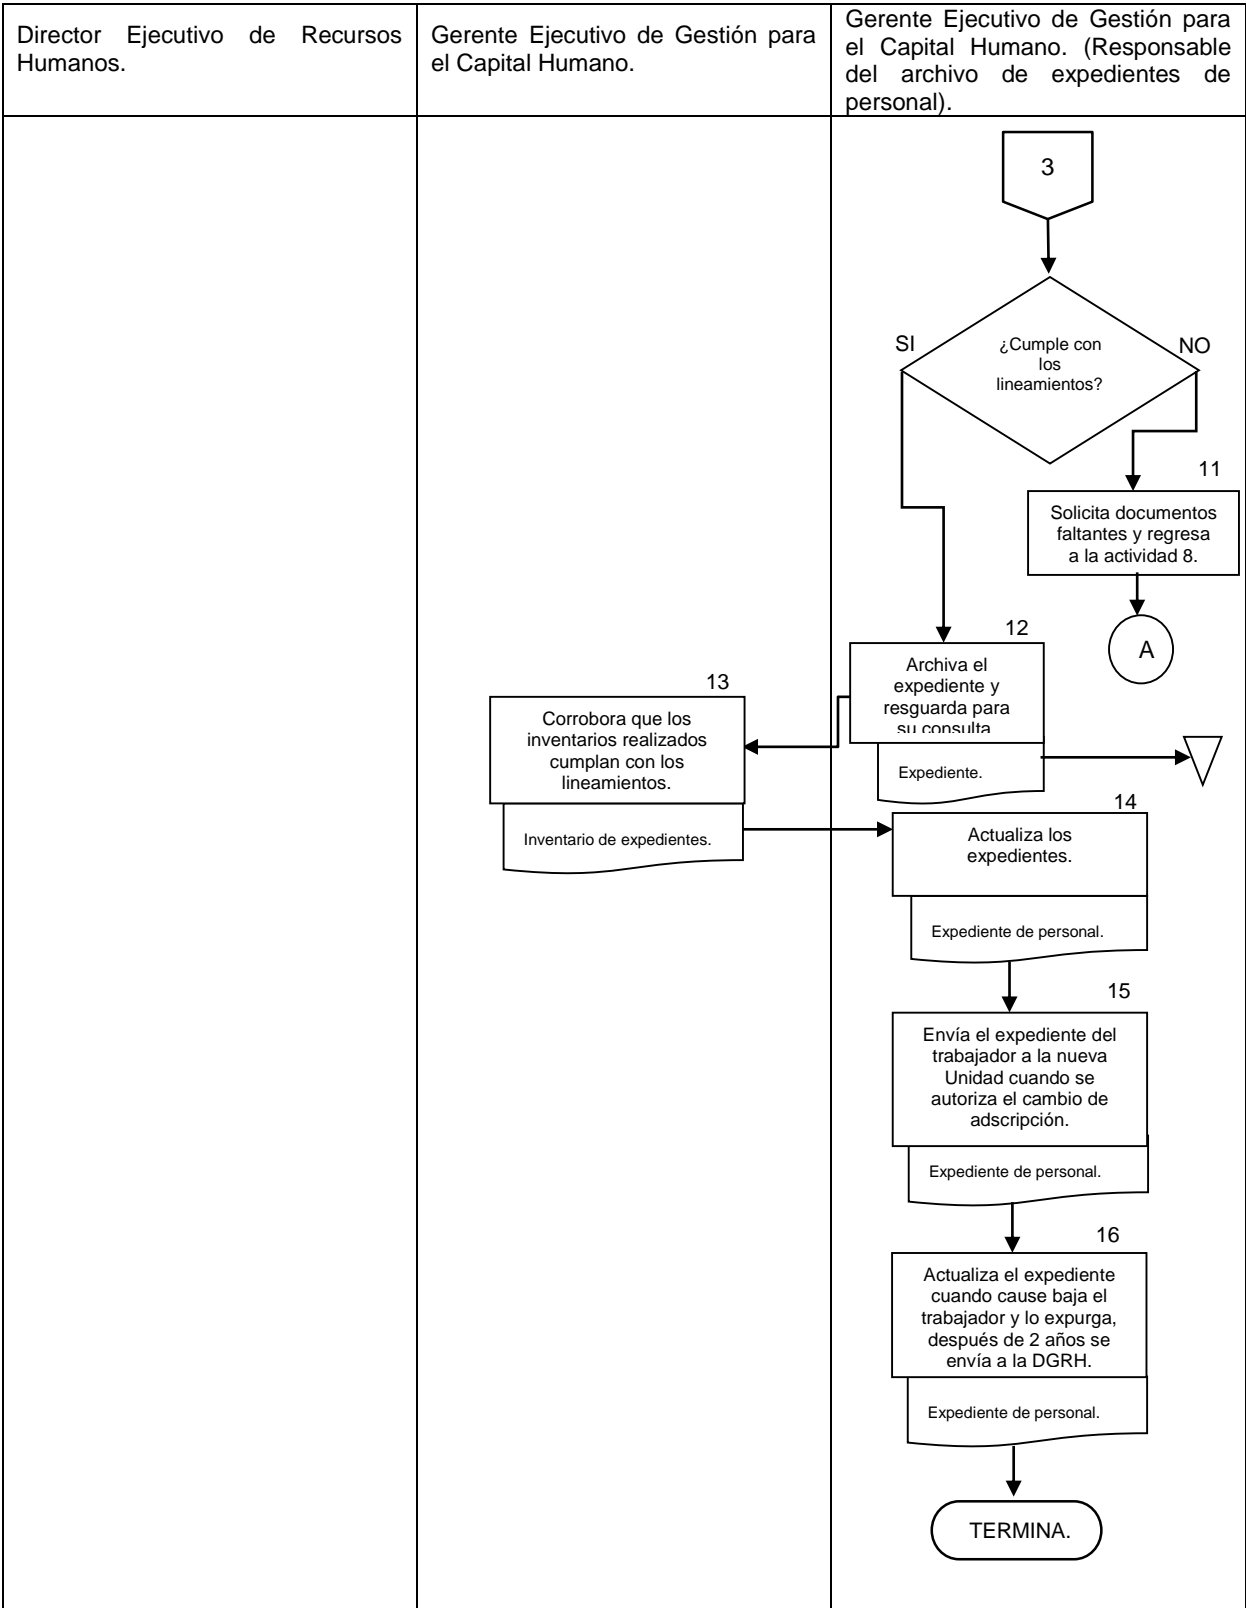 Director Ejecutivo de Recursos
Humanos.
Gerente Ejecutivo de Gestión para
el Capital Humano.
Gerente Ejecutivo de Gestión para
el Capital Humano. (Responsable
del archivo de expedientes de
personal).
3
SI
¿Cumple con
los
lineamientos?
NO
11
Solicita documentos
faltantes y regresa
a la actividad 8.
A
12
Archiva el
expediente y
resguarda para
su consulta
Expediente.
13
Corrobora que los
inventarios realizados
cumplan con los
lineamientos.
Inventario de expedientes.
14
Actualiza los
expedientes.
Expediente de personal.
15
Envía el expediente del
trabajador a la nueva
Unidad cuando se
autoriza el cambio de
adscripción.
Expediente de personal.
16
Actualiza el expediente
cuando cause baja el
trabajador y lo expurga,
después de 2 años se
envía a la DGRH.
Expediente de personal.
TERMINA.